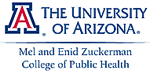 A
THE UNIVERSITY
OF ARIZONA®
Mel and Enid Zuckerman
College of Public Health